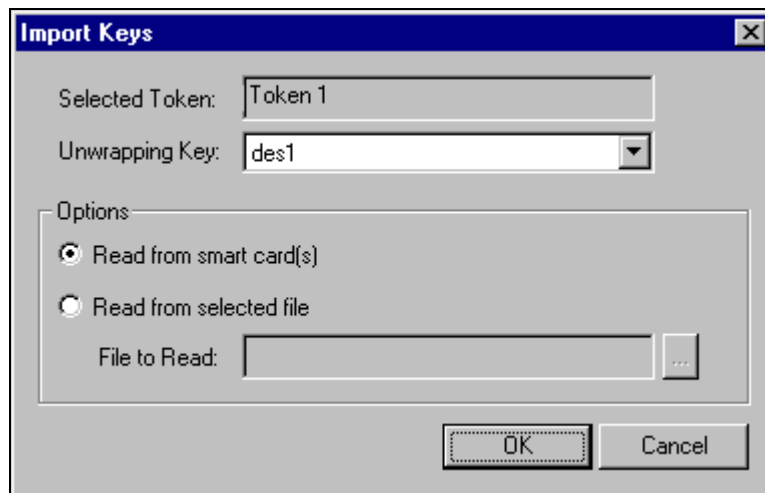 Import Keys
Selected Token: Token 1
Unwrapping Key: des1
Options
Read from smart card(s)
Read from selected file
File to Read: ...
OK Cancel